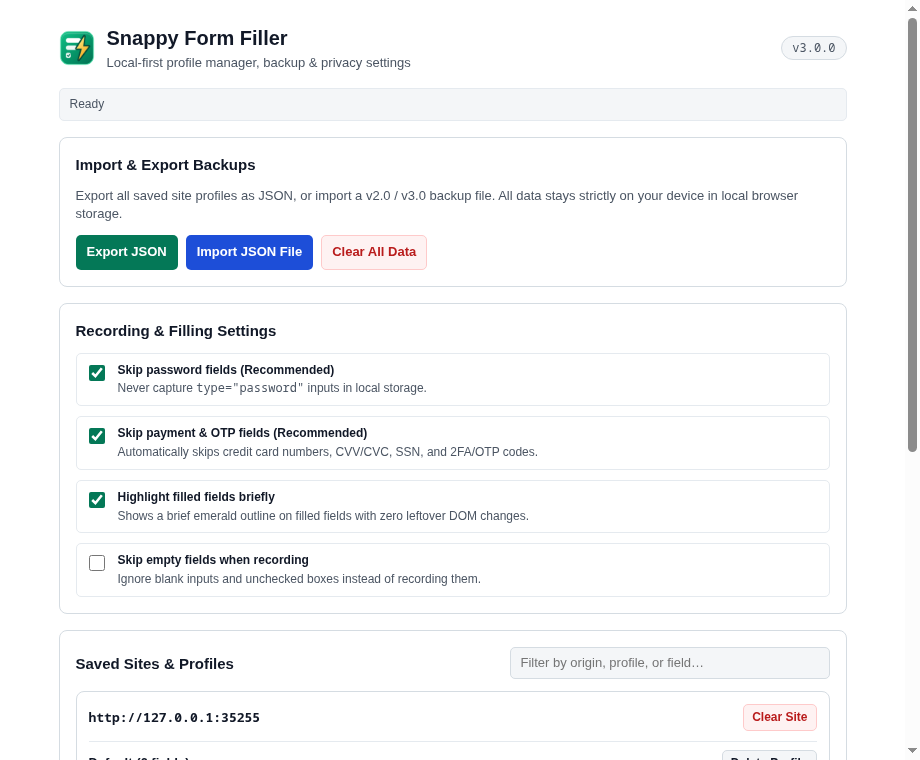 Snappy Form Filler
Local-first profile manager, backup & privacy settings
v3.0.0
Ready
Import & Export Backups
Export all saved site profiles as JSON, or import a v2.0 / v3.0 backup file. All data stays strictly on your device in local browser
storage.
Export JSON
Import JSON File
Clear All Data
Recording & Filling Settings
Skip password fields (Recommended)
Never capture type="password" inputs in local storage.
Skip payment & OTP fields (Recommended)
Automatically skips credit card numbers, CVV/CVC, SSN, and 2FA/OTP codes.
Highlight filled fields briefly
Shows a brief emerald outline on filled fields with zero leftover DOM changes.
Skip empty fields when recording
Ignore blank inputs and unchecked boxes instead of recording them.
Saved Sites & Profiles
Filter by origin, profile, or field…
http://127.0.0.1:35255
Clear Site